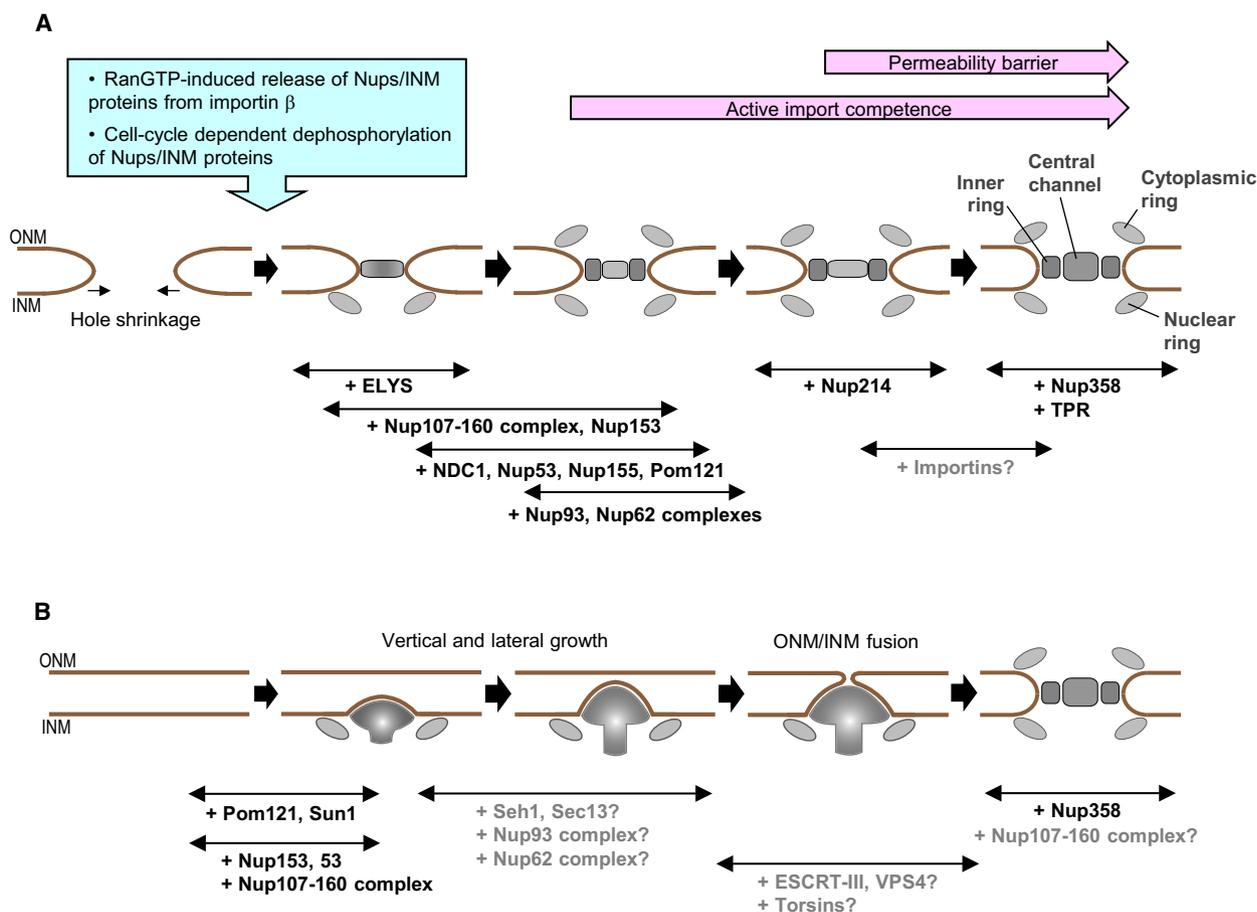 A
• RanGTP-induced release of Nups/INM
proteins from importin β
• Cell-cycle dependent dephosphorylation
of Nups/INM proteins
Permeability barrier
Active import competence
Inner
ring
Central
channel
Cytoplasmic
ring
ONM
INM
Hole shrinkage
Nuclear
ring
+ ELYS
+ Nup107-160 complex, Nup153
+ NDC1, Nup53, Nup155, Pom121
+ Nup93, Nup62 complexes
+ Nup214
+ Importins?
+ Nup358
+ TPR
B
Vertical and lateral growth
ONM/INM fusion
ONM
INM
+ Pom121, Sun1
+ Nup153, 53
+ Nup107-160 complex
+ Seh1, Sec13?
+ Nup93 complex?
+ Nup62 complex?
+ ESCRT-III, VPS4?
+ Torsins?
+ Nup358
+ Nup107-160 complex?